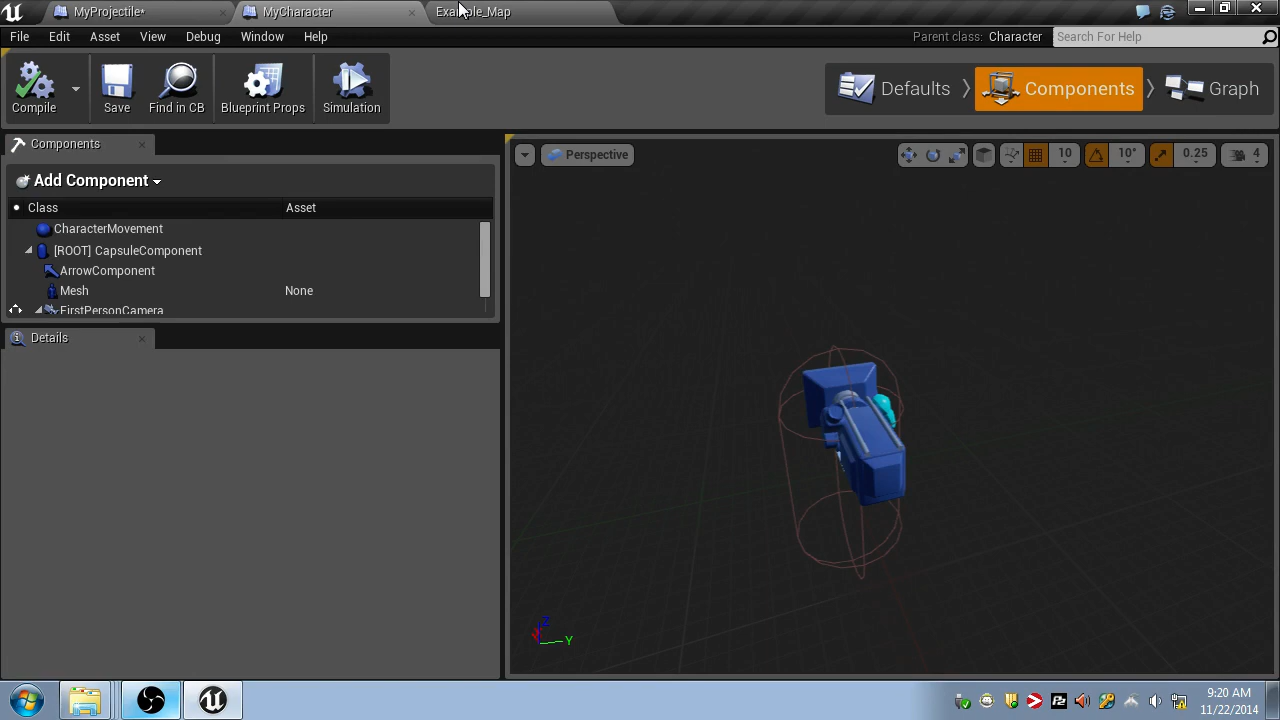 MyProjectile*
MyCharacter
Example_Map
File Edit Asset View Debug Window Help
Parent class: Character
Search For Help
Compile
Save
Find in CB
Blueprint Props
Simulation
Defaults
Components
Graph
Components
Perspective
10
10°
0.25
4
Add Component
Class Asset
CharacterMovement
[ROOT] CapsuleComponent
ArrowComponent
Mesh None
FirstPersonCamera
Details
Z
Y
9:20 AM
11/22/2014